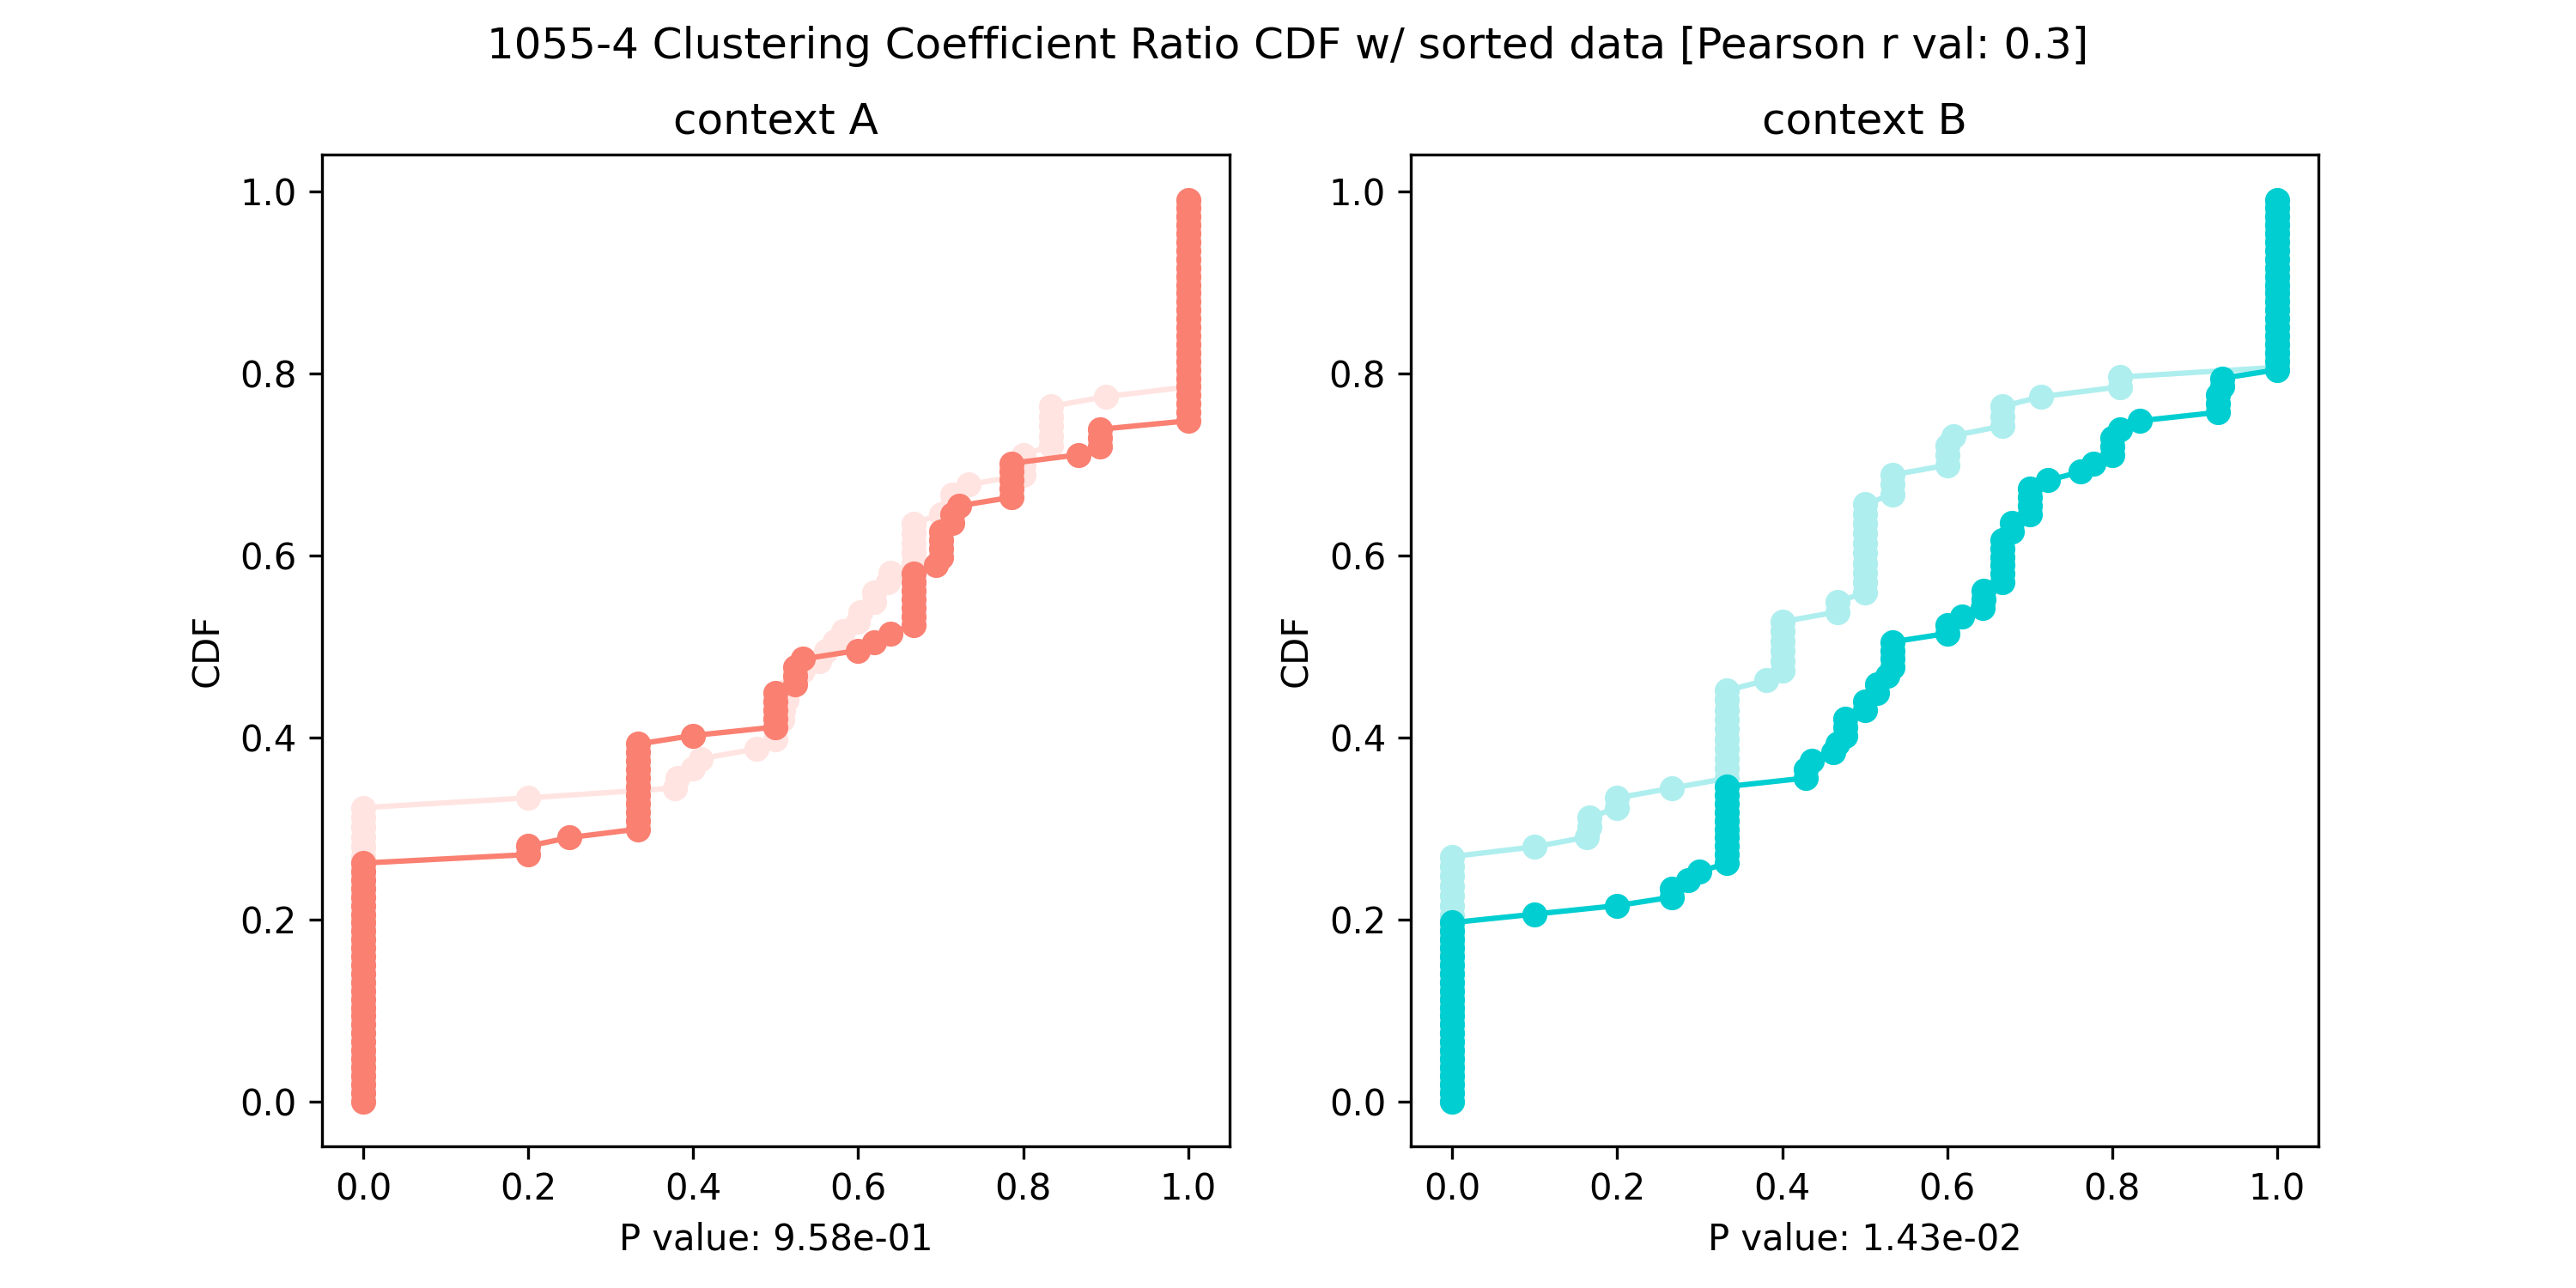 1055-4 Clustering Coefficient Ratio CDF w/ sorted data [Pearson r val: 0.3]
context A
context B
1.0
0.8
0.6
0.4
0.2
0.0
CDF
0.0 0.2 0.4 0.6 0.8 1.0
P value: 9.58e-01
1.0
0.8
0.6
0.4
0.2
0.0
CDF
0.0 0.2 0.4 0.6 0.8 1.0
P value: 1.43e-02